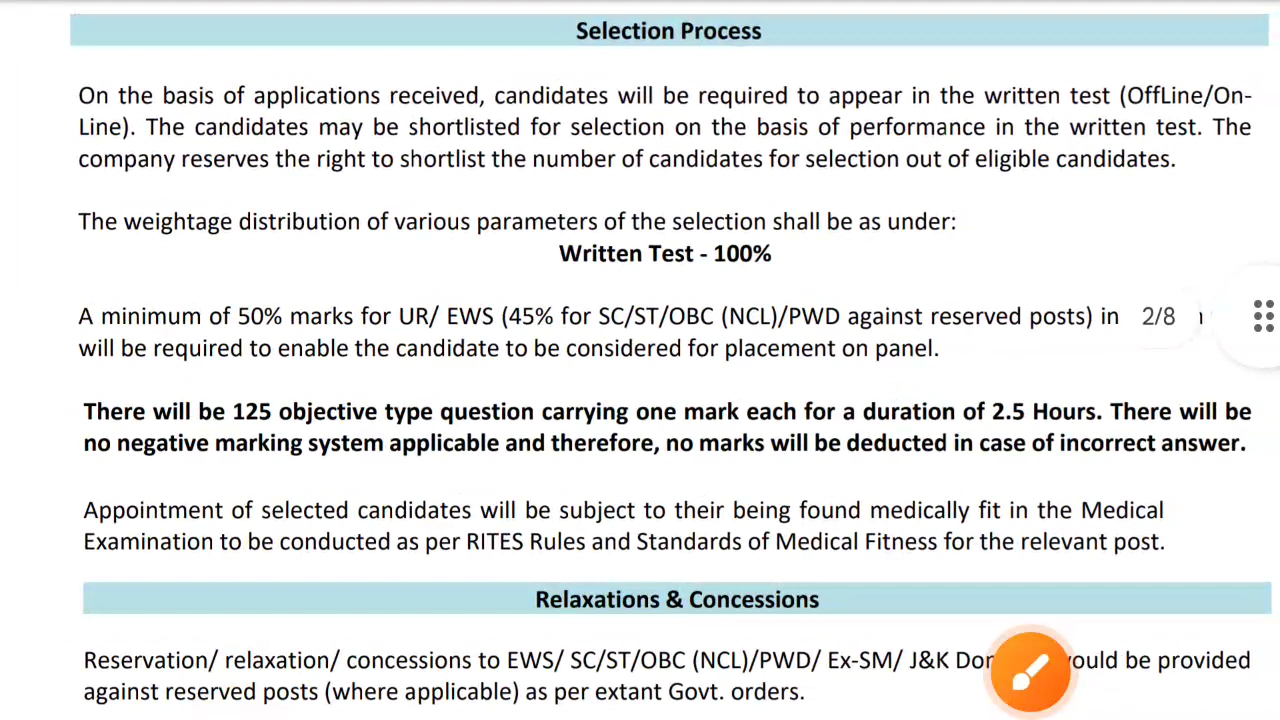 Selection Process
On the basis of applications received, candidates will be required to appear in the written test (OffLine/On-
Line). The candidates may be shortlisted for selection on the basis of performance in the written test. The
company reserves the right to shortlist the number of candidates for selection out of eligible candidates.
The weightage distribution of various parameters of the selection shall be as under:
Written Test - 100%
A minimum of 50% marks for UR/ EWS (45% for SC/ST/OBC (NCL)/PWD against reserved posts) in 2/8
will be required to enable the candidate to be considered for placement on panel.
There will be 125 objective type question carrying one mark each for a duration of 2.5 Hours. There will be
no negative marking system applicable and therefore, no marks will be deducted in case of incorrect answer.
Appointment of selected candidates will be subject to their being found medically fit in the Medical
Examination to be conducted as per RITES Rules and Standards of Medical Fitness for the relevant post.
Relaxations & Concessions
Reservation/ relaxation/ concessions to EWS/ SC/ST/OBC (NCL)/PWD/ Ex-SM/ J&K be provided
against reserved posts (where applicable) as per extant Govt. orders.